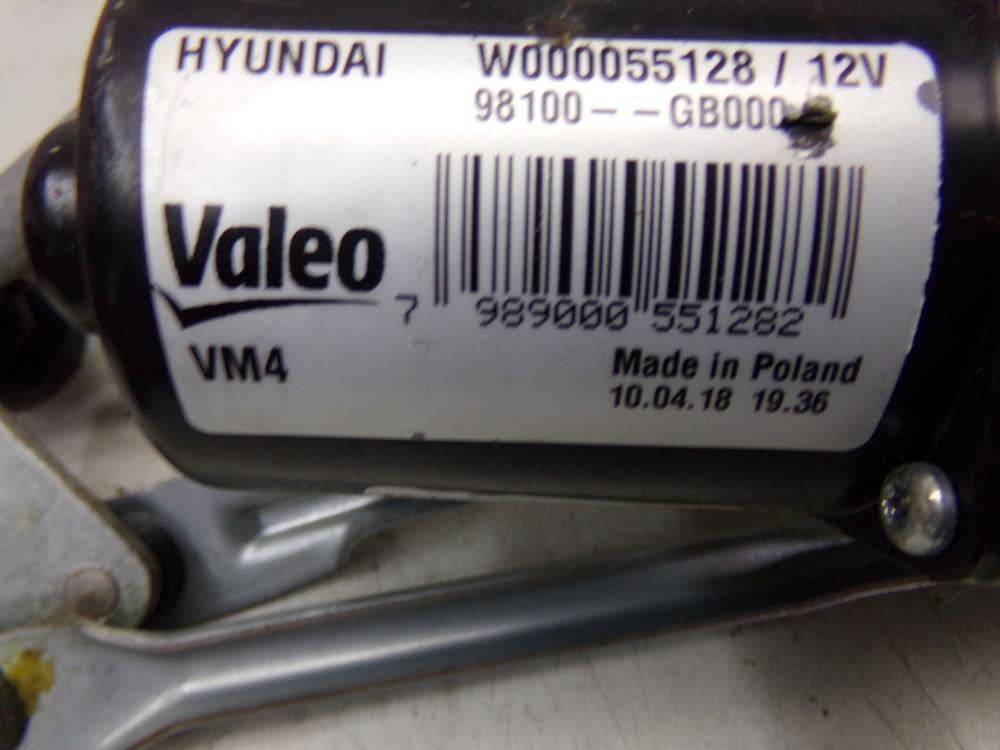 HYUNDAI W000055128 / 12V
98100-- -GB000
Valeo
7 989000 551282
VM4
Made in Poland
10.04.18 19.36